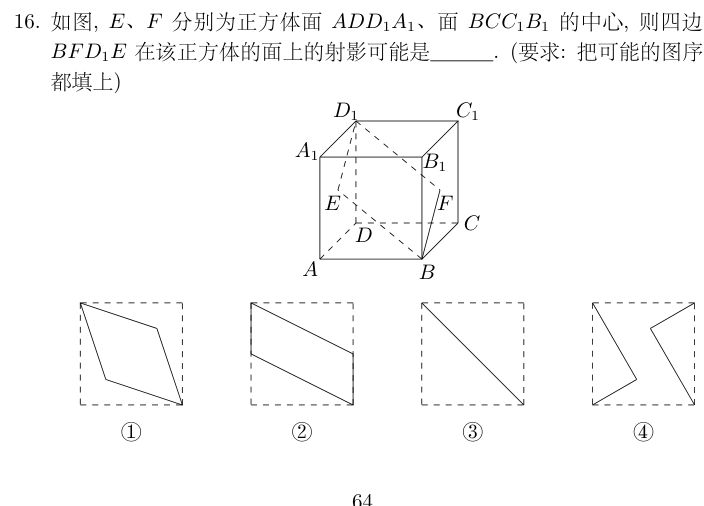 16. 如图, E、F 分别为正方体面 ADD₁A₁、面 BCC₁B₁ 的中心, 则四边
BFD₁E 在该正方体的面上的射影可能是______. (要求: 把可能的图序
都填上)
D₁ C₁
A₁ B₁
E F
D C
A B
① ② ③ ④
64